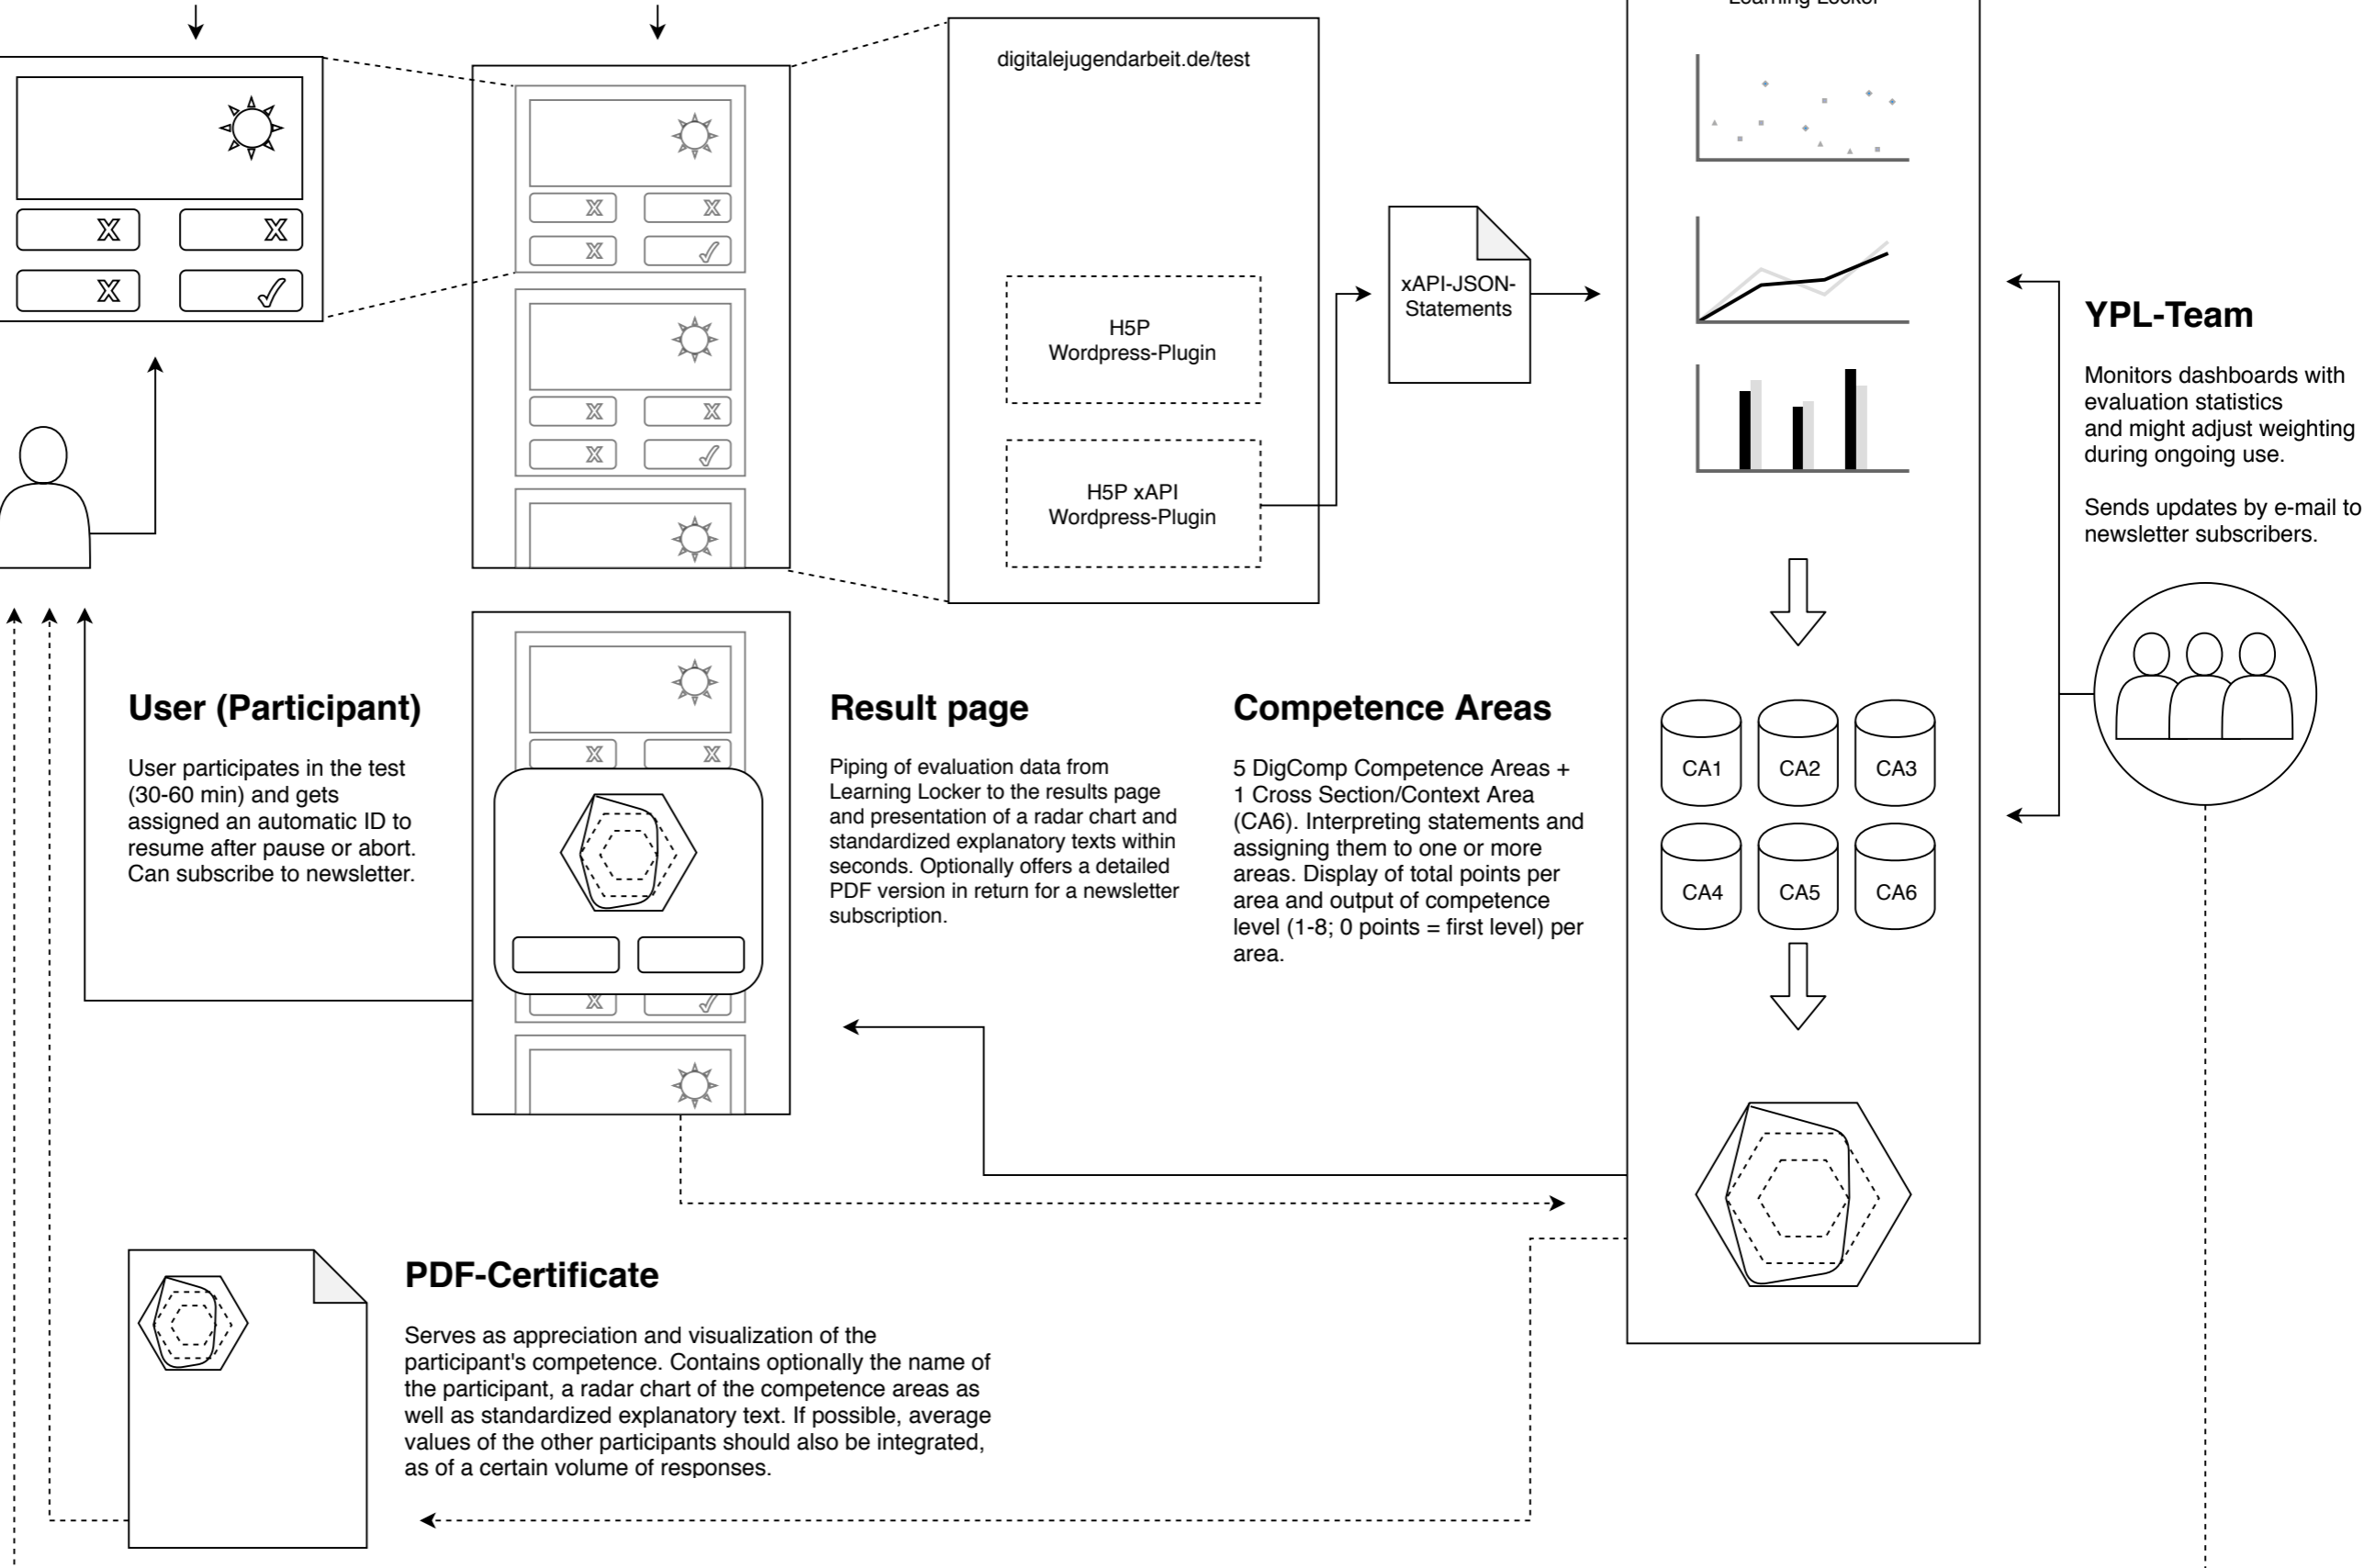 Learning Locker
digitalejugendarbeit.de/test
H5P
Wordpress-Plugin
H5P xAPI
Wordpress-Plugin
xAPI-JSON-
Statements
YPL-Team
Monitors dashboards with
evaluation statistics
and might adjust weighting
during ongoing use.
Sends updates by e-mail to
newsletter subscribers.
User (Participant)
User participates in the test
(30-60 min) and gets
assigned an automatic ID to
resume after pause or abort.
Can subscribe to newsletter.
Result page
Piping of evaluation data from
Learning Locker to the results page
and presentation of a radar chart and
standardized explanatory texts within
seconds. Optionally offers a detailed
PDF version in return for a newsletter
subscription.
Competence Areas
5 DigComp Competence Areas +
1 Cross Section/Context Area
(CA6). Interpreting statements and
assigning them to one or more
areas. Display of total points per
area and output of competence
level (1-8; 0 points = first level) per
area.
CA1
CA2
CA3
CA4
CA5
CA6
PDF-Certificate
Serves as appreciation and visualization of the
participant's competence. Contains optionally the name of
the participant, a radar chart of the competence areas as
well as standardized explanatory text. If possible, average
values of the other participants should also be integrated,
as of a certain volume of responses.